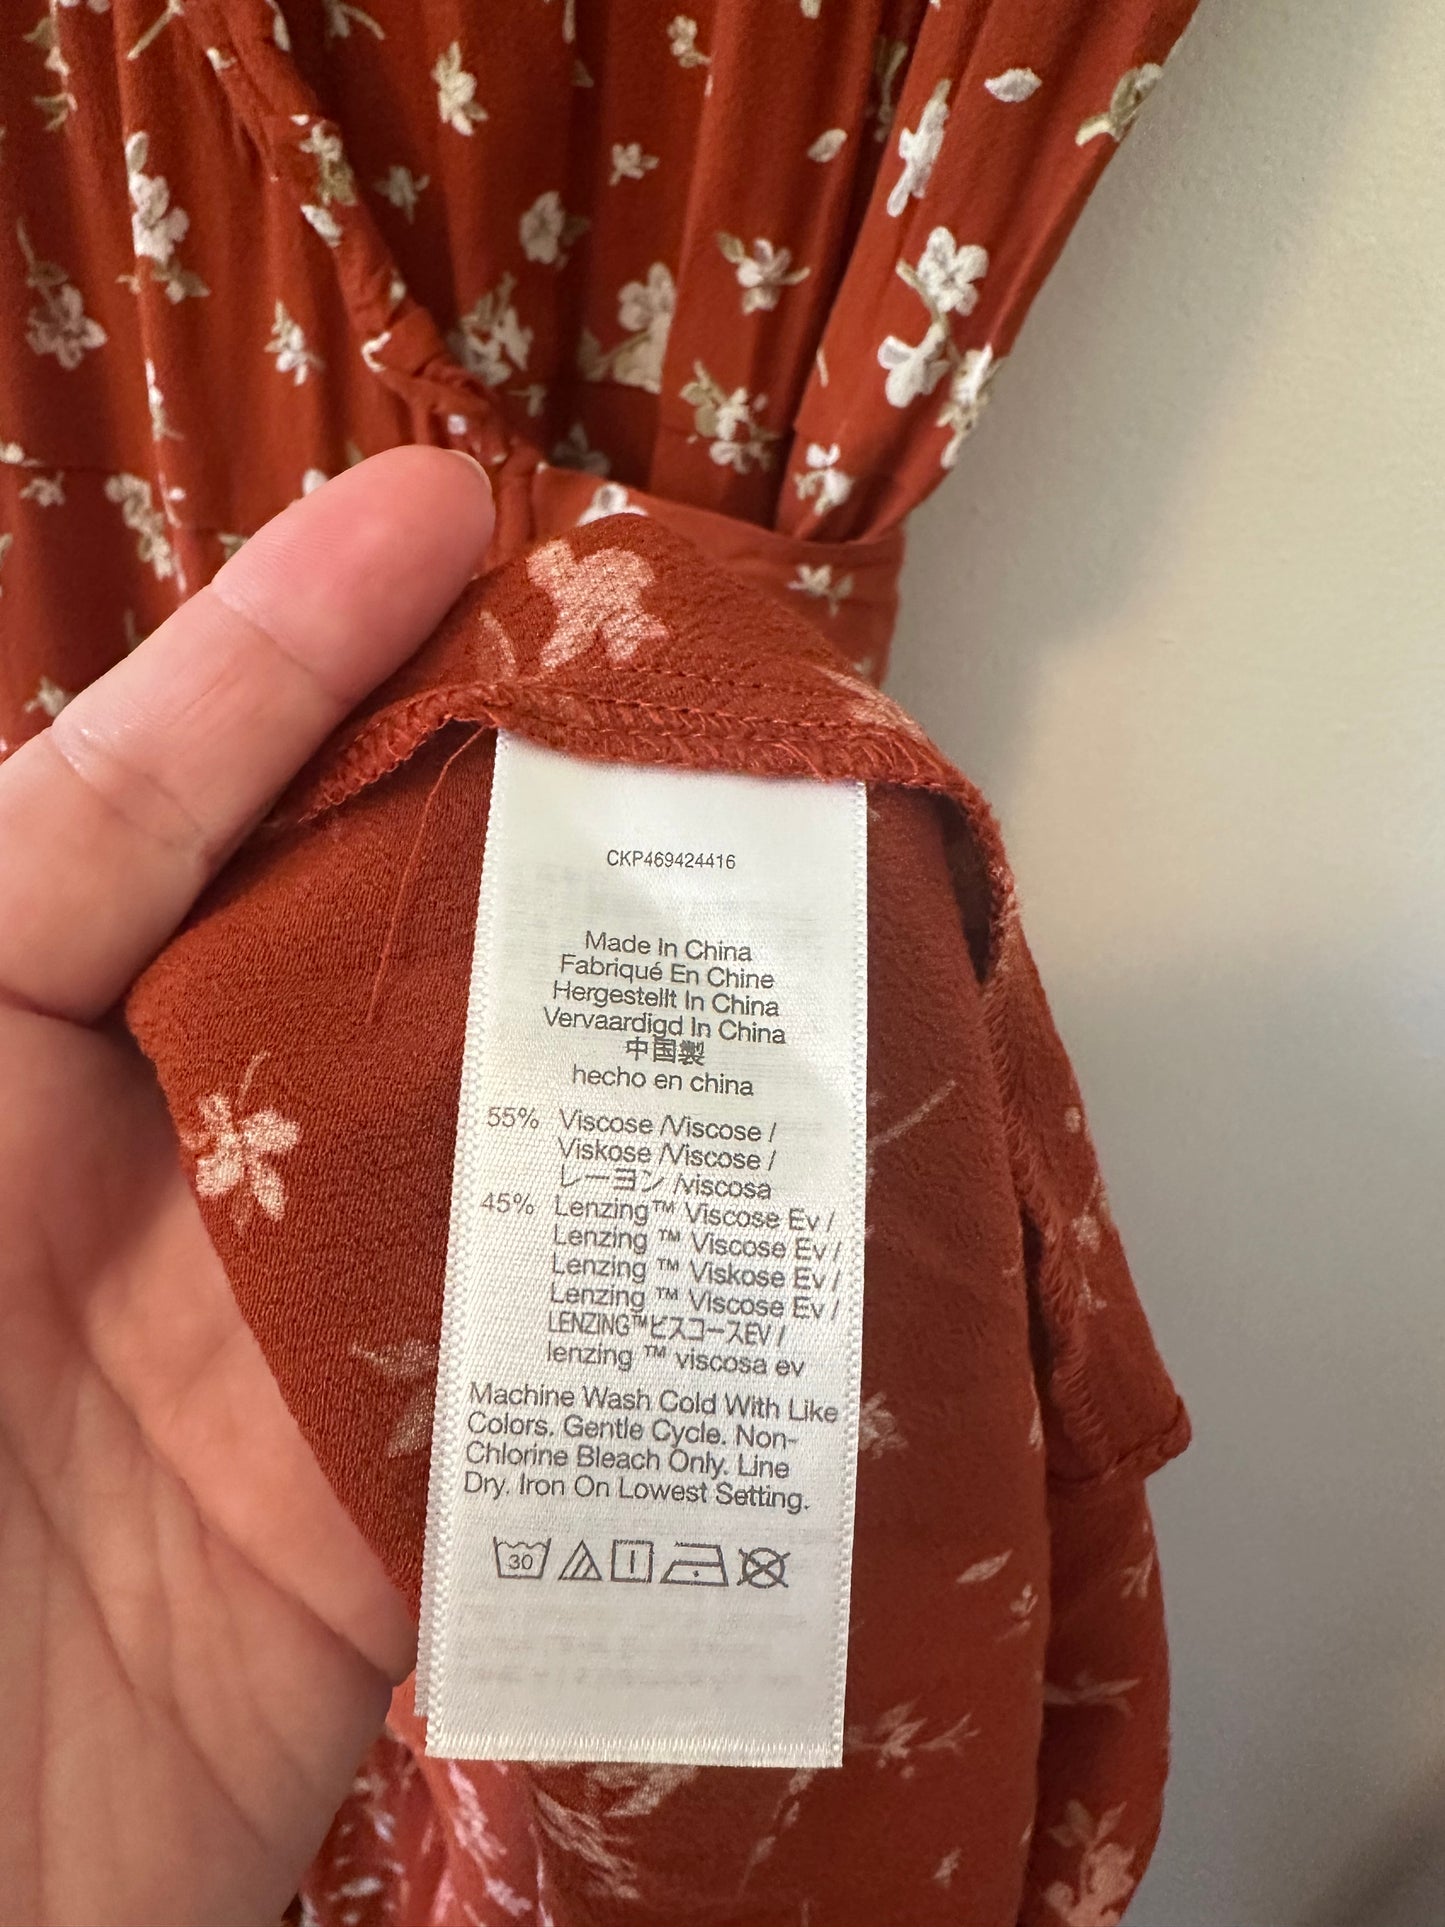 CKP469424416
Made In China
Fabriqué En Chine
Hergestellt In China
Vervaardigd In China
中国製
hecho en china
55% Viscose /Viscose /
Viskose /Viscose /
レーヨン /viscosa
45% Lenzing™ Viscose Ev /
Lenzing ™ Viscose Ev /
Lenzing ™ Viskose Ev /
Lenzing ™ Viscose Ev /
LENZING™ビスコースEV /
lenzing ™ viscosa ev
Machine Wash Cold With Like
Colors. Gentle Cycle. Non-
Chlorine Bleach Only. Line
Dry. Iron On Lowest Setting.
30